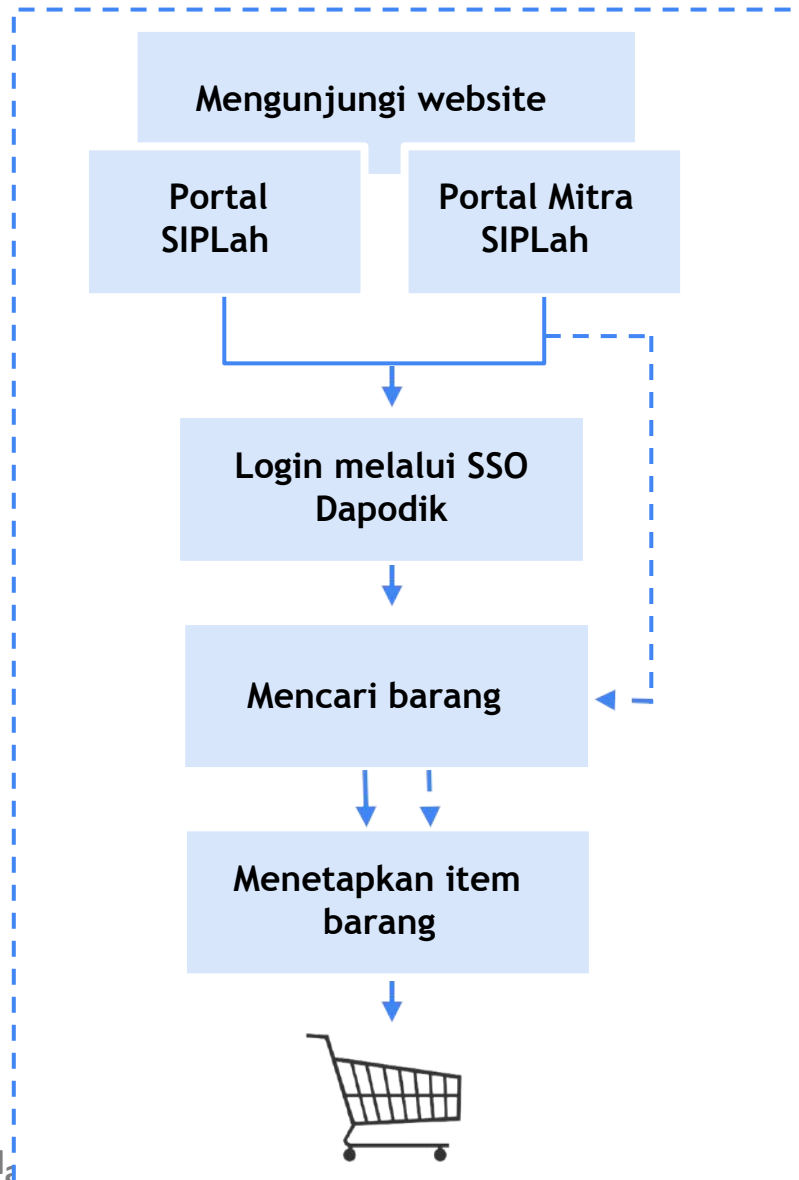 Mengunjungi website
Portal
SIPLah
Portal Mitra
SIPLah
Login melalui SSO
Dapodik
Mencari barang
Menetapkan item
barang